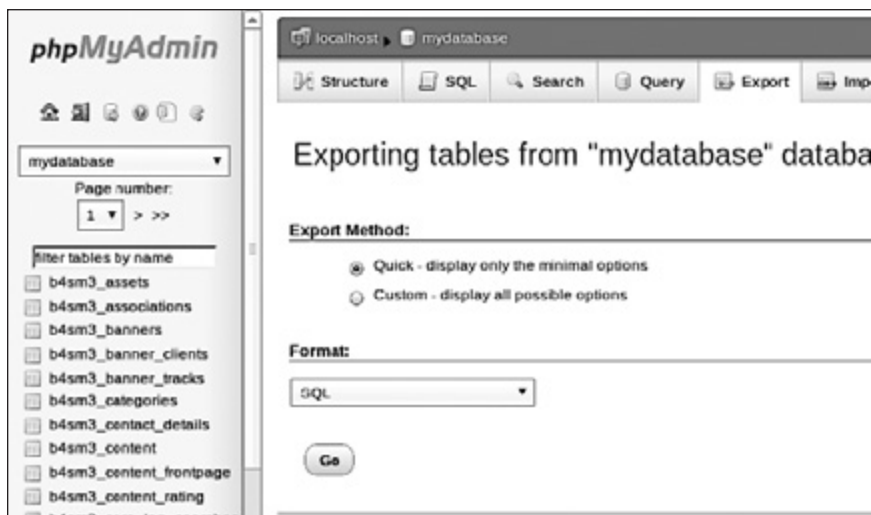 phpMyAdmin
mydatabase
Page number:
1 > >>
filter tables by name
b4sm3_assets
b4sm3_associations
b4sm3_banners
b4sm3_banner_clients
b4sm3_banner_tracks
b4sm3_categories
b4sm3_contact_details
b4sm3_content
b4sm3_content_frontpage
b4sm3_content_rating
localhost mydatabase
Structure SQL Search Query Export Imp
Exporting tables from "mydatabase" databa
Export Method:
Quick - display only the minimal options
Custom - display all possible options
Format:
SQL
Go